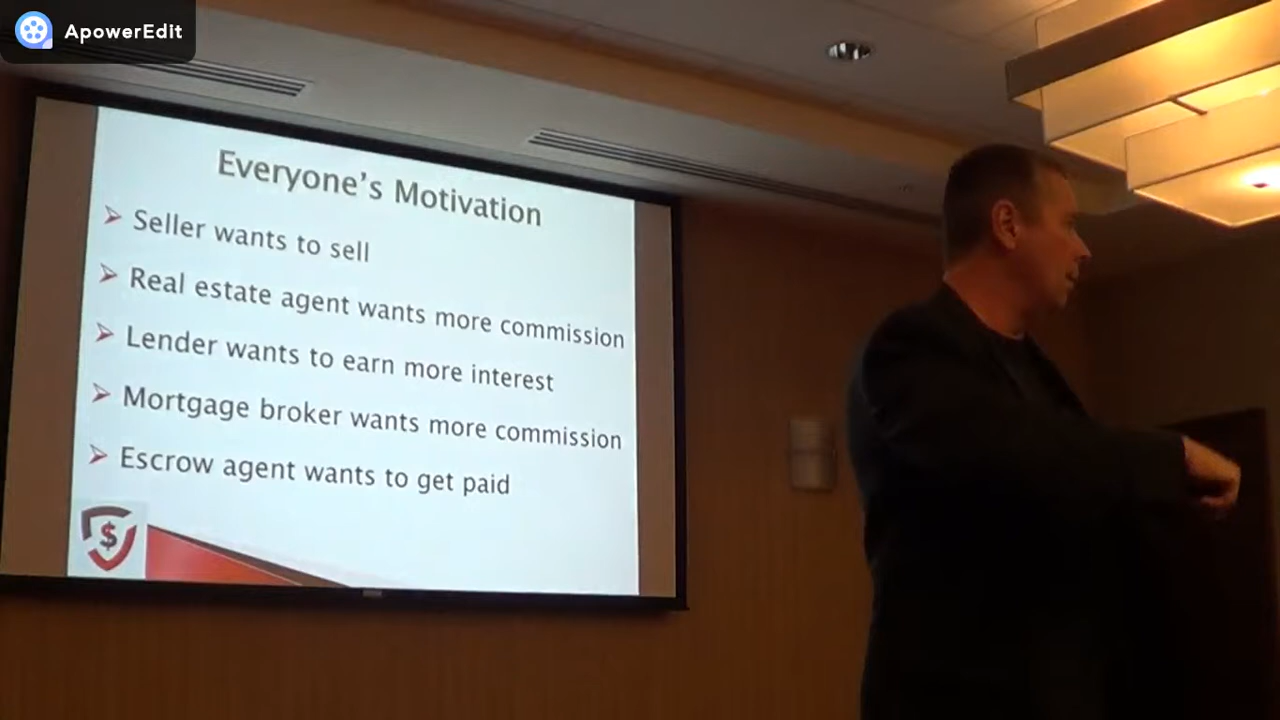 ApowerEdit
Everyone's Motivation
Seller wants to sell
Real estate agent wants more commission
Lender wants to earn more interest
Mortgage broker wants more commission
Escrow agent wants to get paid
$